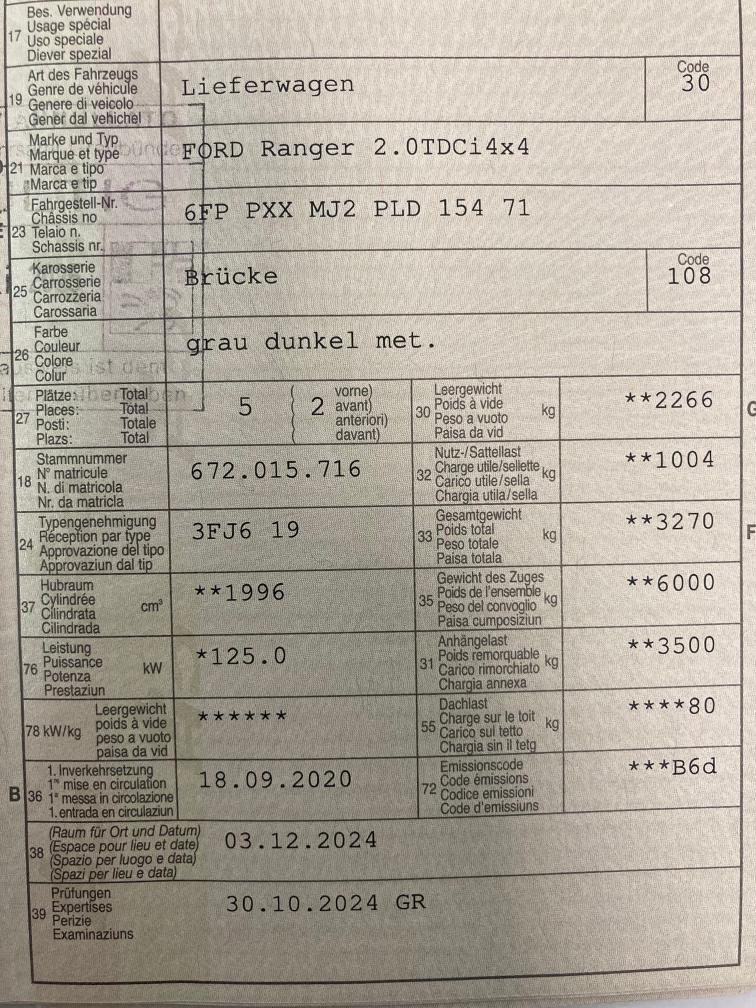 17 Bes. Verwendung
Usage spécial
Uso speciale
Diever spezial
19 Art des Fahrzeugs
Genre de véhicule
Genere di veicolo
Gener dal vehichel
Lieferwagen
Code
30
21 Marke und Typ
Marque et type
Marca e tipo
Marca e tip
FORD Ranger 2.0TDCi4x4
23 Fahrgestell-Nr.
Châssis no
Telaio n.
Schassis nr.
6FP PXX MJ2 PLD 154 71
25 Karosserie
Carrosserie
Carrozzeria
Carossaria
Brücke
Code
108
26 Farbe
Couleur
Colore
Colur
grau dunkel met.
27 Plätze: Total
Places: Total
Posti: Totale
Plazs: Total
5 ( 2 vorne)
avant)
anteriori)
davant)
30 Leergewicht
Poids à vide
Peso a vuoto
Paisa da vid
kg
**2266
G
18 Stammnummer
N° matricule
N. di matricola
Nr. da matricla
672.015.716
32 Nutz-/Sattellast
Charge utile/sellette
Carico utile/sella
Chargia utila/sella
kg
**1004
24 Typengenehmigung
Réception par type
Approvazione del tipo
Approvaziun dal tip
3FJ6 19
33 Gesamtgewicht
Poids total
Peso totale
Paisa totala
kg
**3270
F
37 Hubraum
Cylindrée
Cilindrata
Cilindrada
cm³
**1996
35 Gewicht des Zuges
Poids de l'ensemble
Peso del convoglio
Paisa cumposiziun
kg
**6000
76 Leistung
Puissance
Potenza
Prestaziun
kW
*125.0
31 Anhängelast
Poids remorquable
Carico rimorchiato
Chargia annexa
kg
**3500
78 kW/kg
Leergewicht
poids à vide
peso a vuoto
paisa da vid
******
55 Dachlast
Charge sur le toit
Carico sul tetto
Chargia sin il tetg
kg
****80
B 36 1. Inverkehrsetzung
1re mise en circulation
1a messa in circolazione
1. entrada en circulaziun
18.09.2020
72 Emissionscode
Code émissions
Codice emissioni
Code d'emissiuns
***B6d
38 (Raum für Ort und Datum)
(Espace pour lieu et date)
(Spazio per luogo e data)
(Spazi per lieu e data)
03.12.2024
39 Prüfungen
Expertises
Perizie
Examinaziuns
30.10.2024 GR